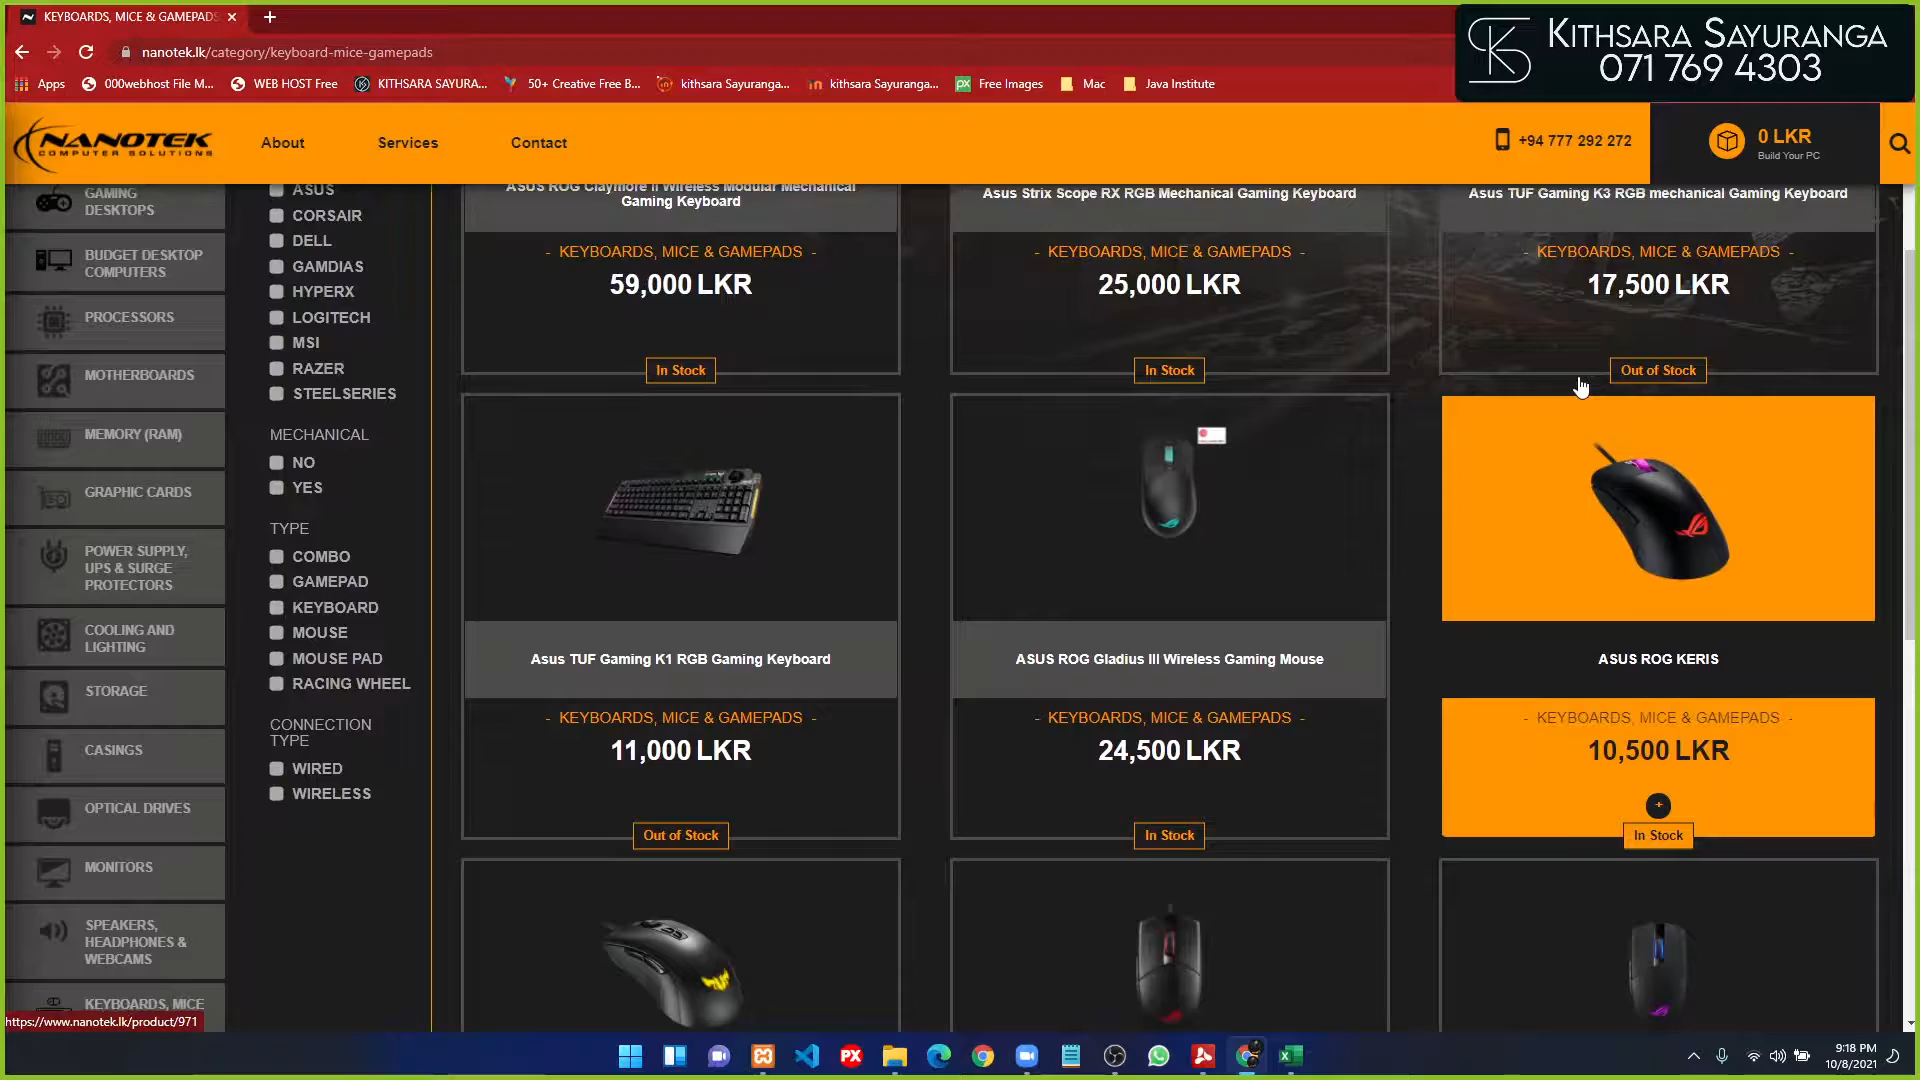 KEYBOARDS, MICE & GAMEPADS
nanotek.lk/category/keyboard-mice-gamepads
KITHSARA SAYURANGA
071 769 4303
Apps
000webhost File M...
WEB HOST Free
KITHSARA SAYURA...
50+ Creative Free B...
kithsara Sayuranga...
kithsara Sayuranga...
Free Images
Mac
Java Institute
NANOTEK
COMPUTER SOLUTIONS
About
Services
Contact
+94 777 292 272
0 LKR
Build Your PC
GAMING
DESKTOPS
BUDGET DESKTOP
COMPUTERS
PROCESSORS
MOTHERBOARDS
MEMORY (RAM)
GRAPHIC CARDS
POWER SUPPLY,
UPS & SURGE
PROTECTORS
COOLING AND
LIGHTING
STORAGE
CASINGS
OPTICAL DRIVES
MONITORS
SPEAKERS,
HEADPHONES &
WEBCAMS
KEYBOARDS, MICE
https://www.nanotek.lk/product/971
ASUS
CORSAIR
DELL
GAMDIAS
HYPERX
LOGITECH
MSI
RAZER
STEELSERIES
MECHANICAL
NO
YES
TYPE
COMBO
GAMEPAD
KEYBOARD
MOUSE
MOUSE PAD
RACING WHEEL
CONNECTION
TYPE
WIRED
WIRELESS
ASUS ROG Claymore II Wireless Modular Mechanical
Gaming Keyboard
- KEYBOARDS, MICE & GAMEPADS -
59,000 LKR
In Stock
Asus Strix Scope RX RGB Mechanical Gaming Keyboard
- KEYBOARDS, MICE & GAMEPADS -
25,000 LKR
In Stock
Asus TUF Gaming K3 RGB mechanical Gaming Keyboard
- KEYBOARDS, MICE & GAMEPADS -
17,500 LKR
Out of Stock
Asus TUF Gaming K1 RGB Gaming Keyboard
- KEYBOARDS, MICE & GAMEPADS -
11,000 LKR
Out of Stock
ASUS ROG Gladius III Wireless Gaming Mouse
- KEYBOARDS, MICE & GAMEPADS -
24,500 LKR
In Stock
ASUS ROG KERIS
- KEYBOARDS, MICE & GAMEPADS -
10,500 LKR
+
In Stock
9:18 PM
10/8/2021